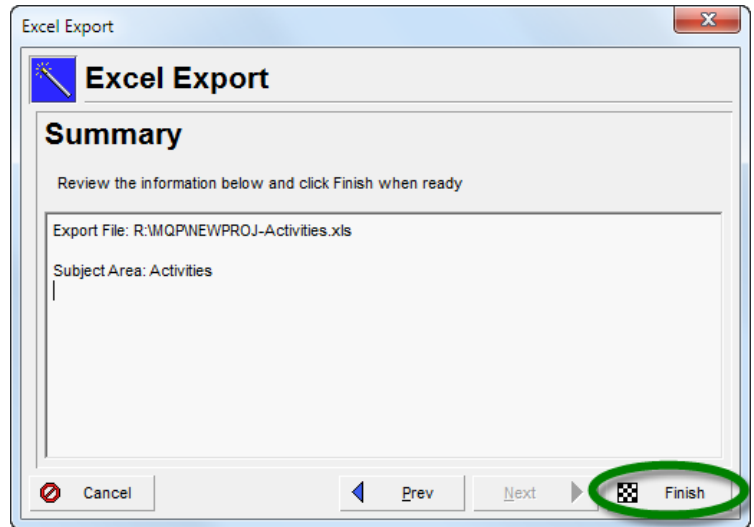 Excel Export
Excel Export
Summary
Review the information below and click Finish when ready
Export File: R:\MQP\NEWPROJ-Activities.xls
Subject Area: Activities
Cancel
Prev
Next
Finish